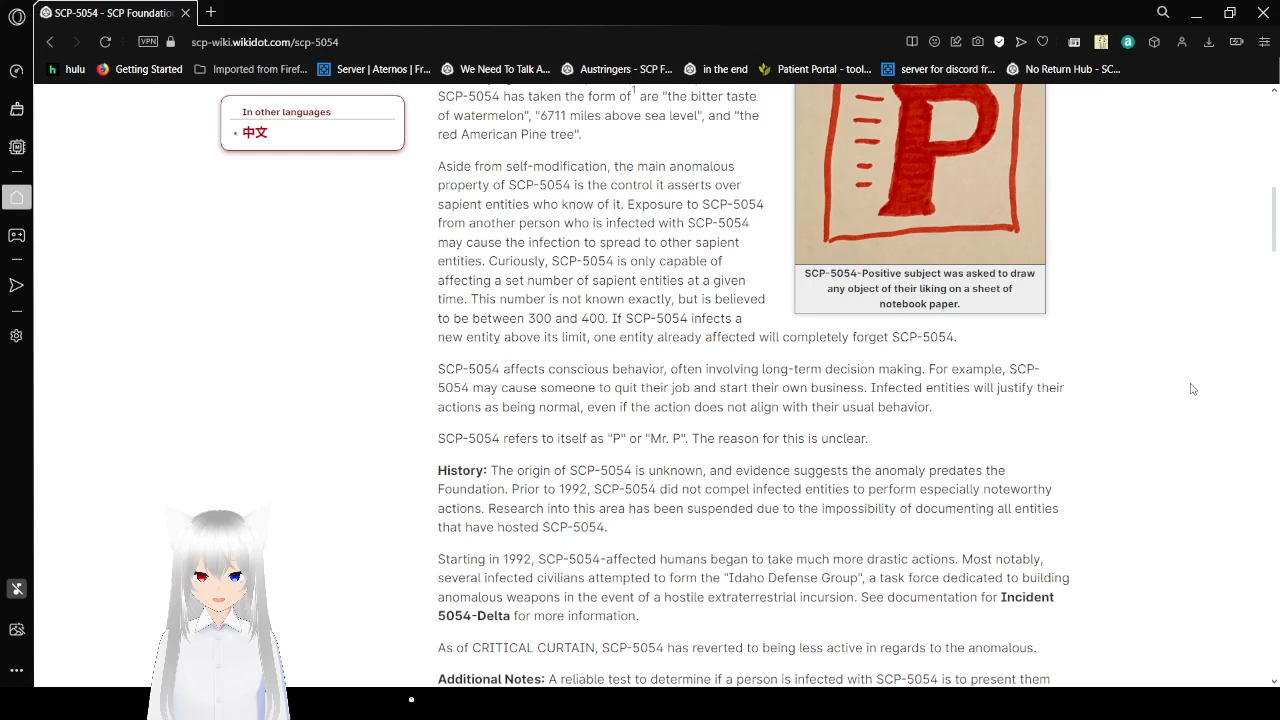 SCP-5054 - SCP Foundatio
VPN
scp-wiki.wikidot.com/scp-5054
hulu
Getting Started
Imported from Firef...
Server | Aternos | Fr...
We Need To Talk A...
Austringers - SCP F...
in the end
Patient Portal - tool...
server for discord fr...
No Return Hub - SC...
In other languages
中文
SCP-5054 has taken the form of1 are "the bitter taste
of watermelon", "6711 miles above sea level", and "the
red American Pine tree".
Aside from self-modification, the main anomalous
property of SCP-5054 is the control it asserts over
sapient entities who know of it. Exposure to SCP-5054
from another person who is infected with SCP-5054
may cause the infection to spread to other sapient
entities. Curiously, SCP-5054 is only capable of
affecting a set number of sapient entities at a given
time. This number is not known exactly, but is believed
to be between 300 and 400. If SCP-5054 infects a
new entity above its limit, one entity already affected will completely forget SCP-5054.
P
SCP-5054-Positive subject was asked to draw
any object of their liking on a sheet of
notebook paper.
SCP-5054 affects conscious behavior, often involving long-term decision making. For example, SCP-
5054 may cause someone to quit their job and start their own business. Infected entities will justify their
actions as being normal, even if the action does not align with their usual behavior.
SCP-5054 refers to itself as "P" or "Mr. P". The reason for this is unclear.
History: The origin of SCP-5054 is unknown, and evidence suggests the anomaly predates the
Foundation. Prior to 1992, SCP-5054 did not compel infected entities to perform especially noteworthy
actions. Research into this area has been suspended due to the impossibility of documenting all entities
that have hosted SCP-5054.
Starting in 1992, SCP-5054-affected humans began to take much more drastic actions. Most notably,
several infected civilians attempted to form the "Idaho Defense Group", a task force dedicated to building
anomalous weapons in the event of a hostile extraterrestrial incursion. See documentation for Incident
5054-Delta for more information.
As of CRITICAL CURTAIN, SCP-5054 has reverted to being less active in regards to the anomalous.
Additional Notes: A reliable test to determine if a person is infected with SCP-5054 is to present them